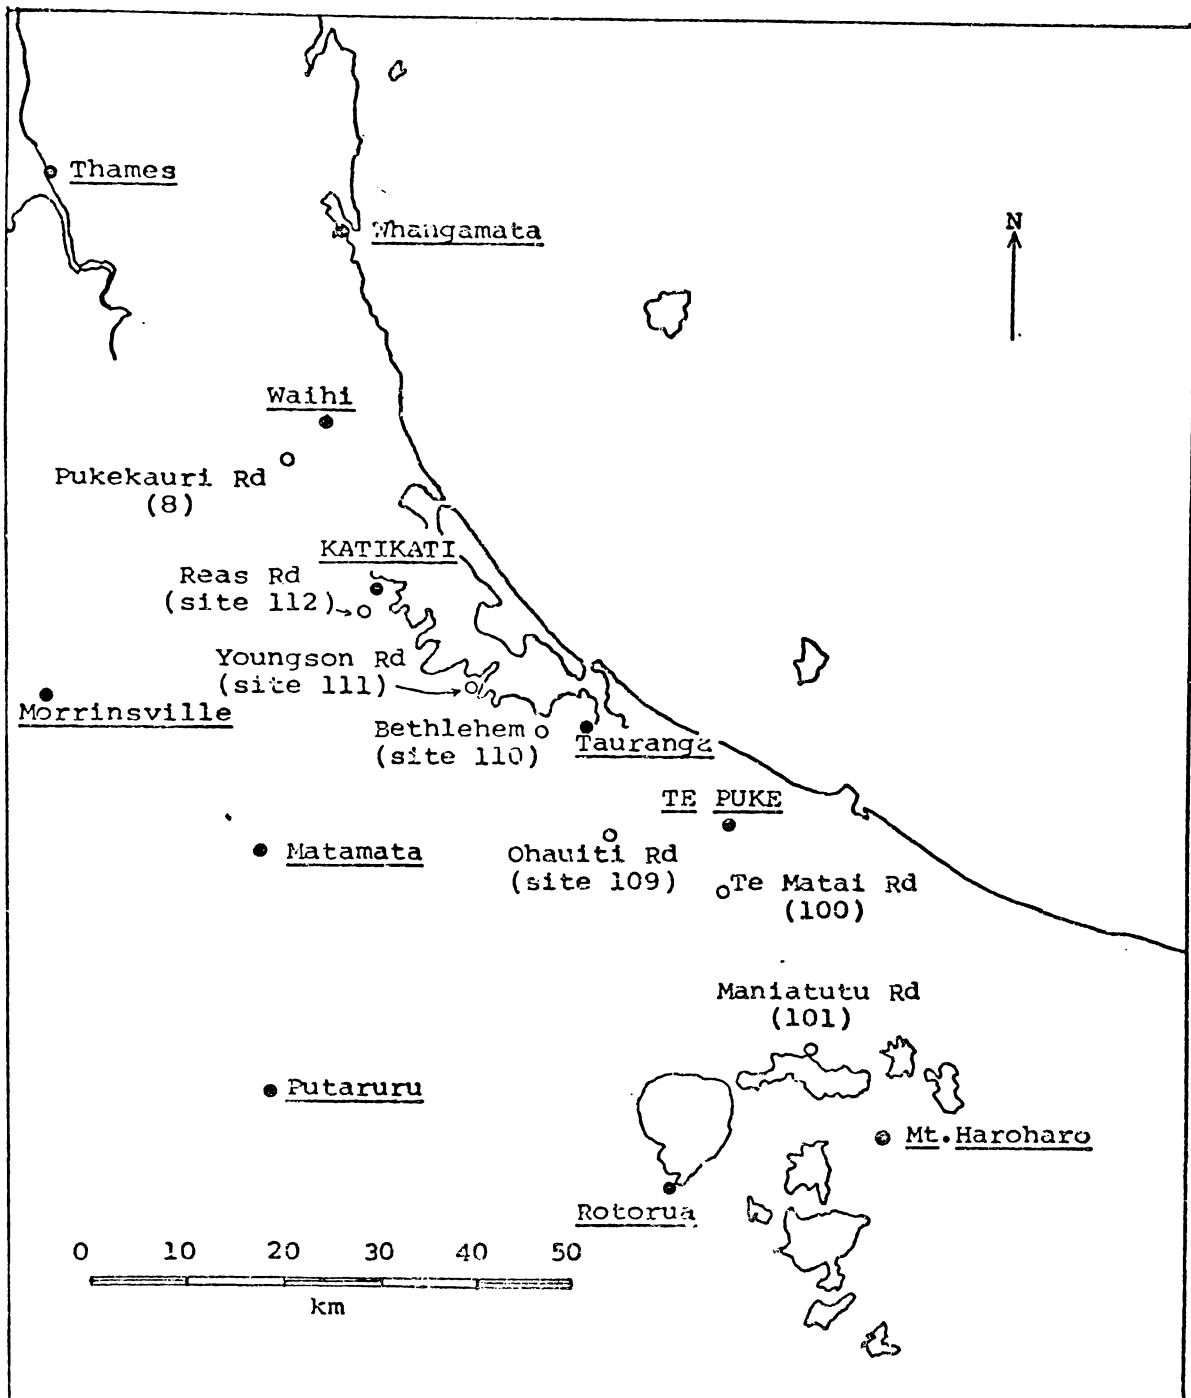 Thames
Whangamata
N
Waihi
Pukekauri Rd
(8)
KATIKATI
Reas Rd
(site 112)
Youngson Rd
(site 111)
Morrinsville
Bethlehem
(site 110)
Tauranga
TE PUKE
Matamata
Ohauiti Rd
(site 109)
Te Matai Rd
(100)
Maniatutu Rd
(101)
Putaruru
Mt. Haroharo
Rotorua
0 10 20 30 40 50
km